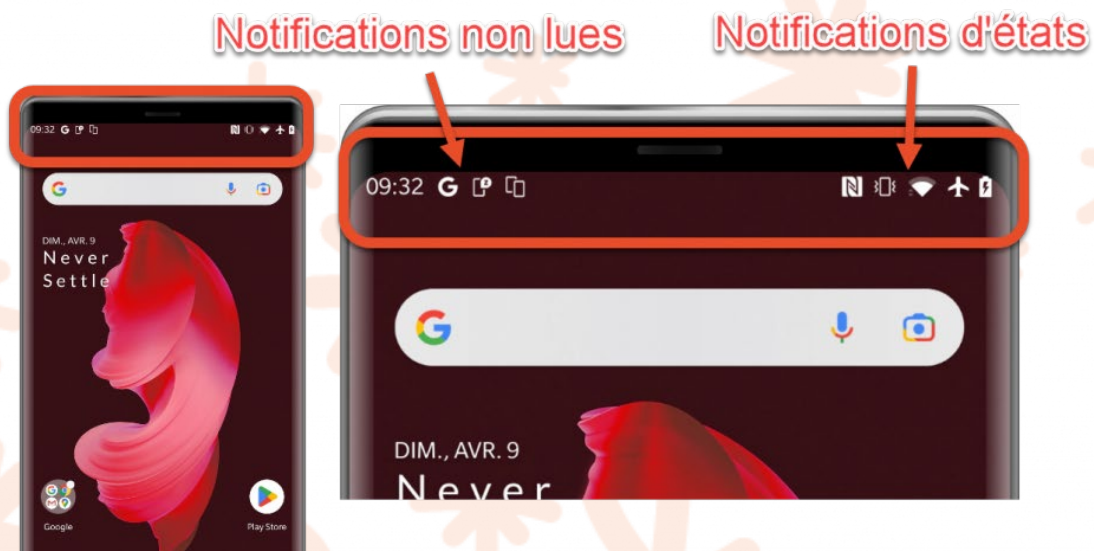 Notifications non lues
Notifications d'états
09:32
DIM., AVR. 9
Never
Settle
Google
Play Store
09:32
DIM., AVR. 9
Never